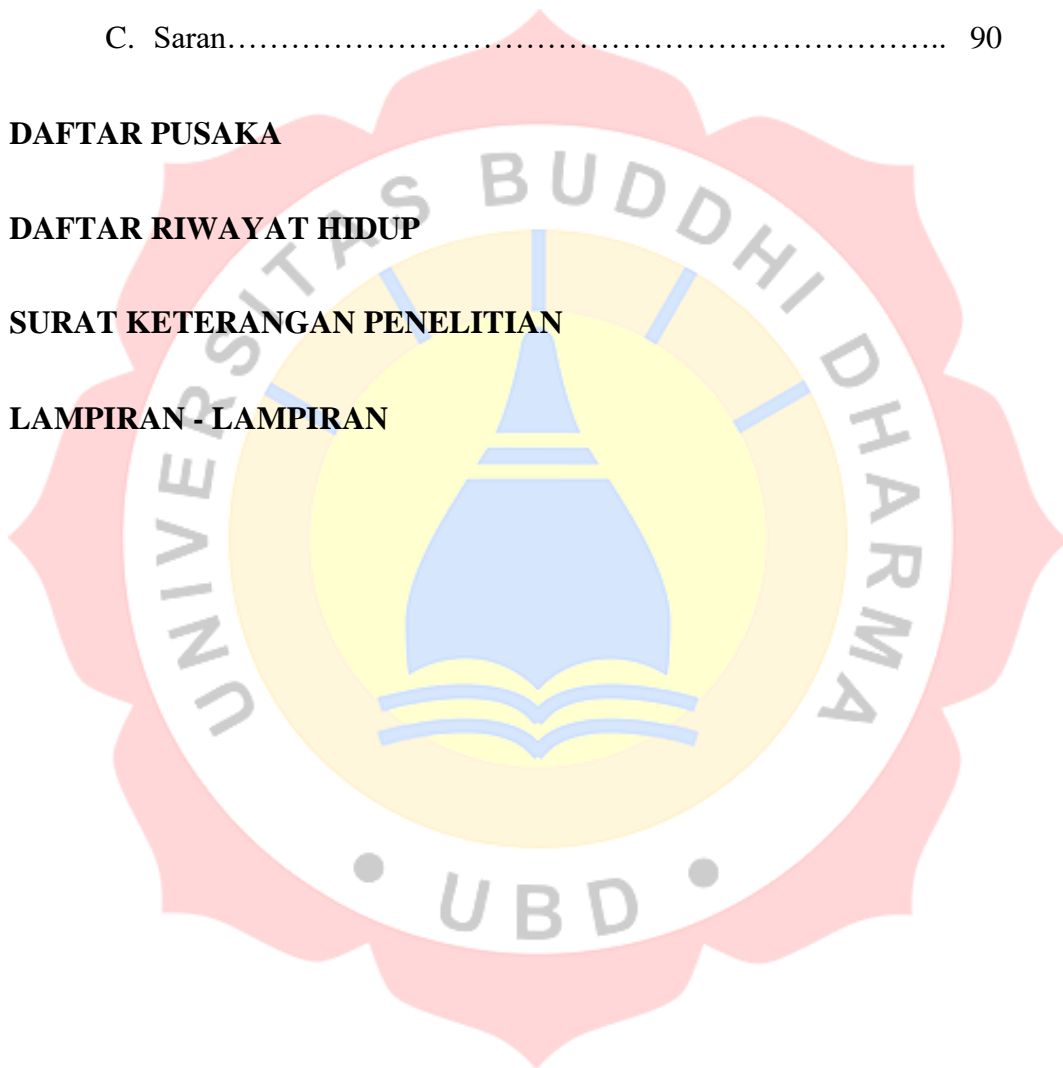 C. Saran………………………………………………………….. 90
DAFTAR PUSAKA
DAFTAR RIWAYAT HIDUP
SURAT KETERANGAN PENELITIAN
LAMPIRAN - LAMPIRAN
UNIVERSITAS BUDDHI DHARMA
• UBD •